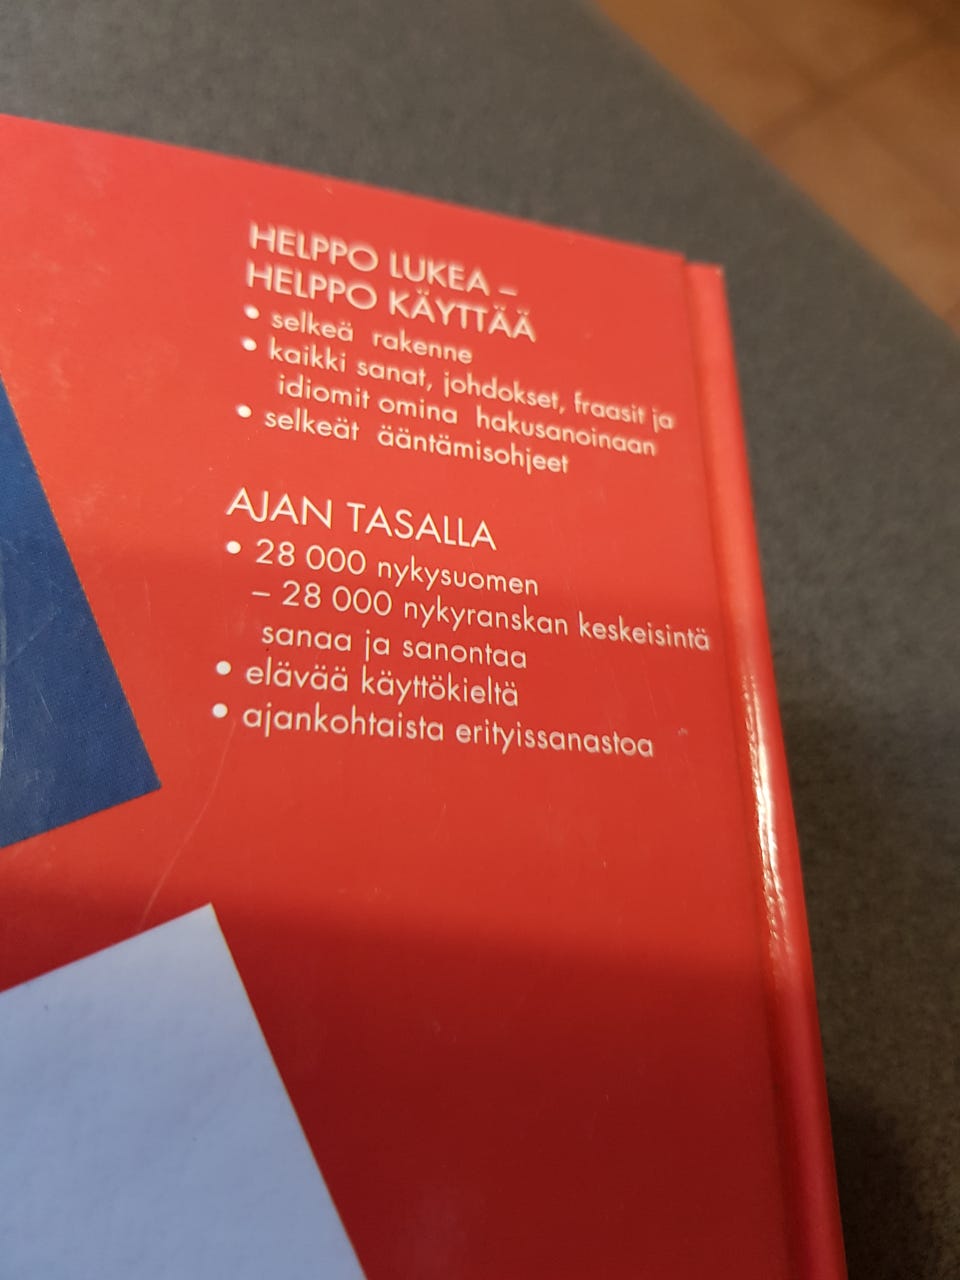 HELPPO LUKEA –
HELPPO KÄYTTÄÄ
• selkeä rakenne
• kaikki sanat, johdokset, fraasit ja
idiomit omina hakusanoinaan
• selkeät ääntämisohjeet
AJAN TASALLA
• 28 000 nykysuomen
– 28 000 nykyranskan keskeisintä
sanaa ja sanontaa
• elävää käyttökieltä
• ajankohtaista erityissanastoa